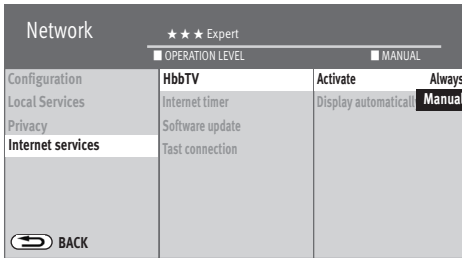 Network
★★★ Expert
OPERATION LEVEL MANUAL
Configuration HbbTV Activate Always
Local Services Internet timer Display automaticall Manual
Privacy Software update
Internet services Tast connection
BACK